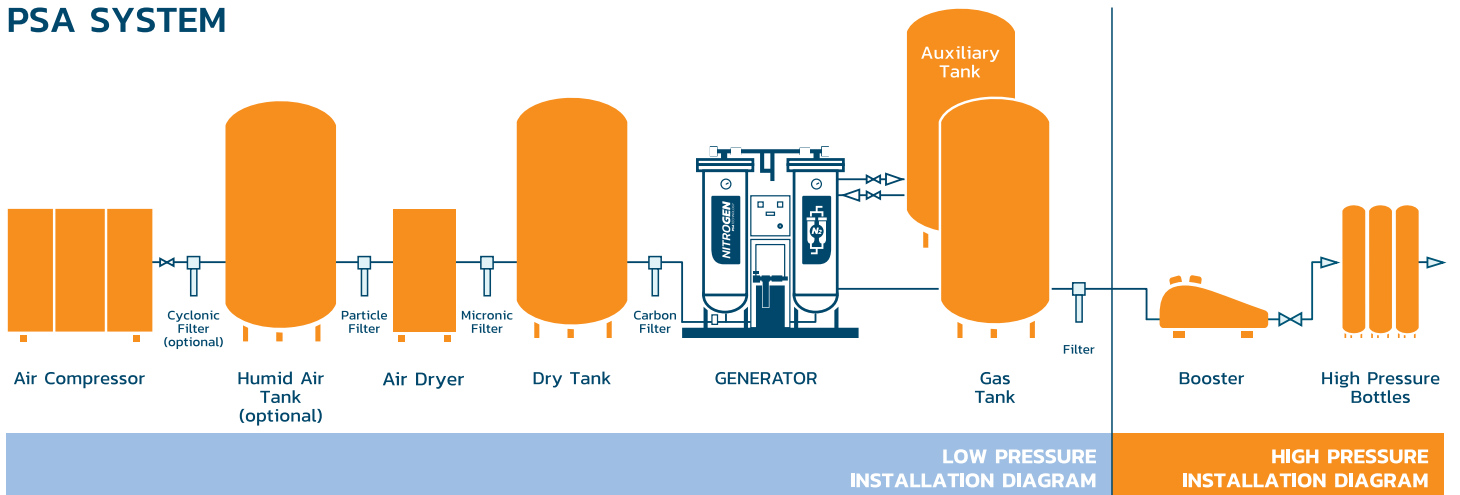 PSA SYSTEM
Auxiliary
Tank
NITROGEN
N₂
Cyclonic
Filter
(optional)
Particle
Filter
Micronic
Filter
Carbon
Filter
Filter
Air Compressor
Humid Air
Tank
(optional)
Air Dryer
Dry Tank
GENERATOR
Gas
Tank
Booster
High Pressure
Bottles
LOW PRESSURE
INSTALLATION DIAGRAM
HIGH PRESSURE
INSTALLATION DIAGRAM